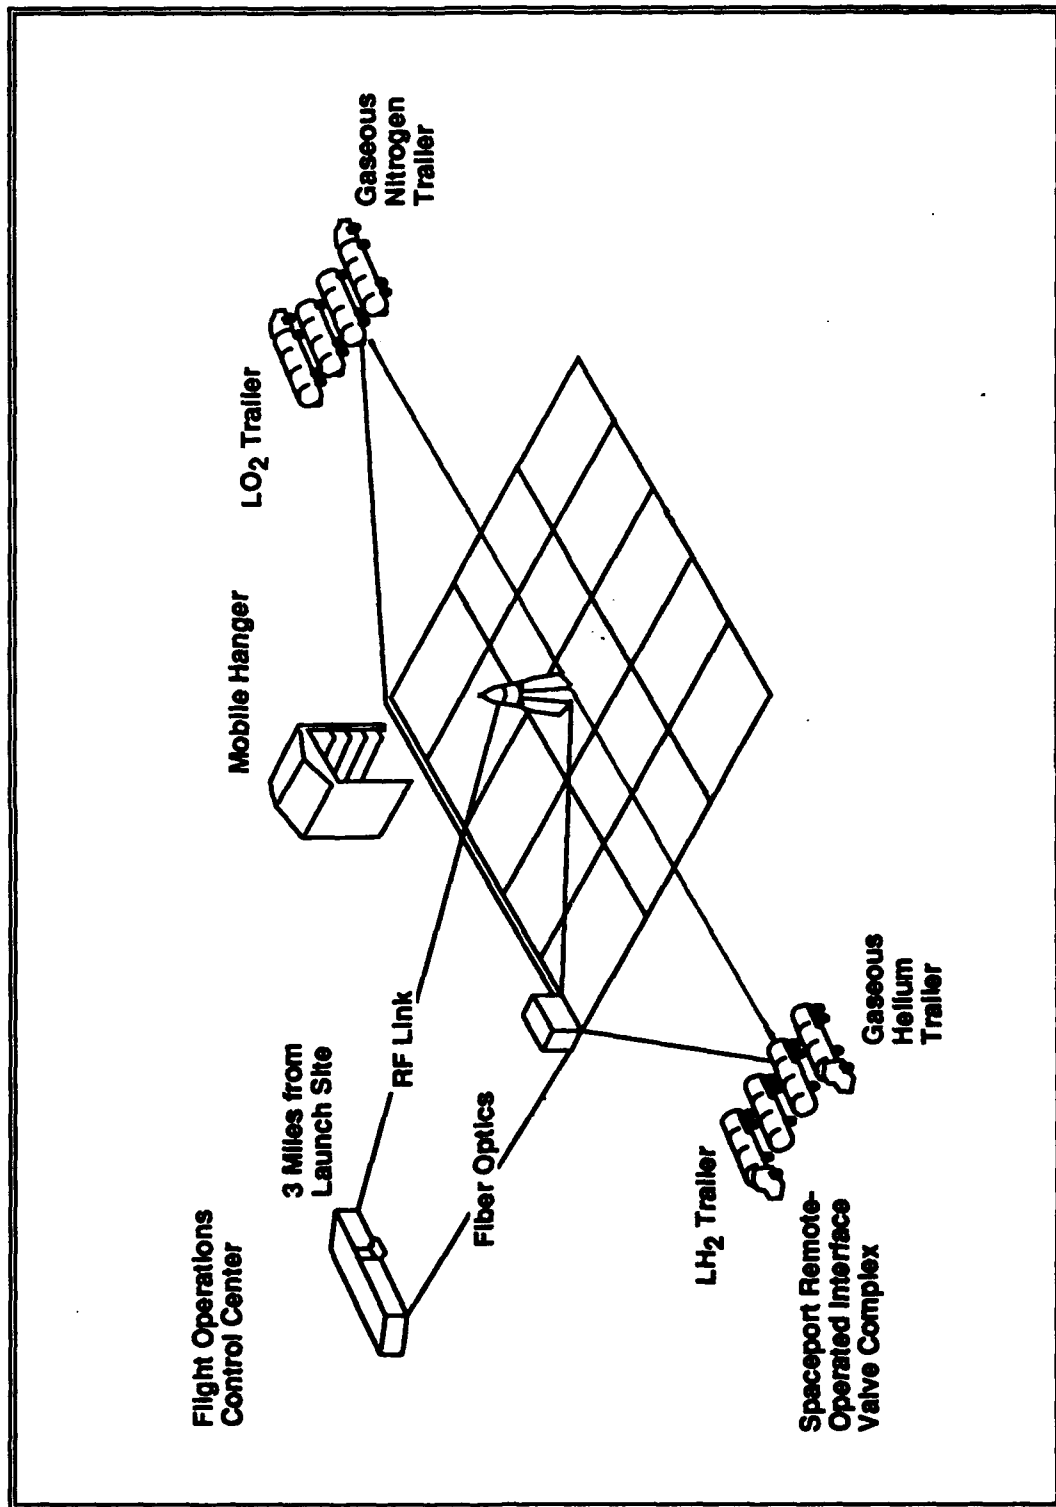 Flight Operations
Control Center
3 Miles from
Launch Site
RF Link
Fiber Optics
Mobile Hanger
LO2 Trailer
Gaseous
Nitrogen
Trailer
LH2 Trailer
Spaceport Remote-
Operated Interface
Valve Complex
Gaseous
Helium
Trailer